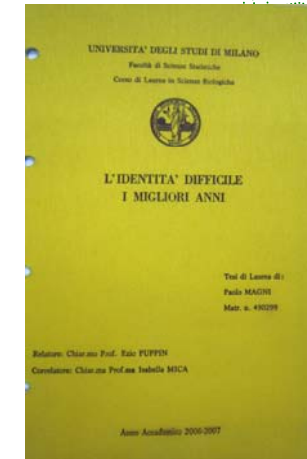 UNIVERSITA' DEGLI STUDI DI MILANO
Facoltà di Scienze Statistiche
Corso di Laurea in Scienze Biologiche
L'IDENTITA' DIFFICILE
I MIGLIORI ANNI
Tesi di Laurea di:
Paolo MAGNI
Matr. n. 490299
Relatore: Chiar.mo Prof. Ezio PUPPIN
Correlatore: Chiar.ma Prof.ssa Isabella MICA
Anno Accademico 2006-2007